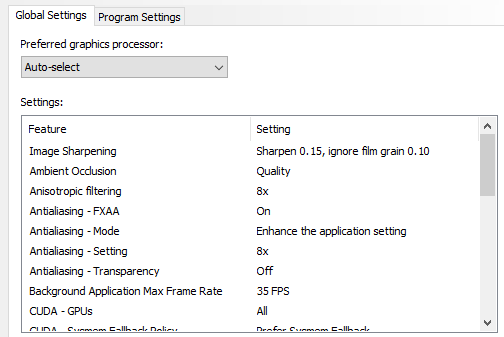 Global Settings Program Settings
Preferred graphics processor:
Auto-select
Settings:
Feature Setting
Image Sharpening Sharpen 0.15, ignore film grain 0.10
Ambient Occlusion Quality
Anisotropic filtering 8x
Antialiasing - FXAA On
Antialiasing - Mode Enhance the application setting
Antialiasing - Setting 8x
Antialiasing - Transparency Off
Background Application Max Frame Rate 35 FPS
CUDA - GPUs All
CUDA - Sysmem Fallback Policy Prefer Sysmem Fallback